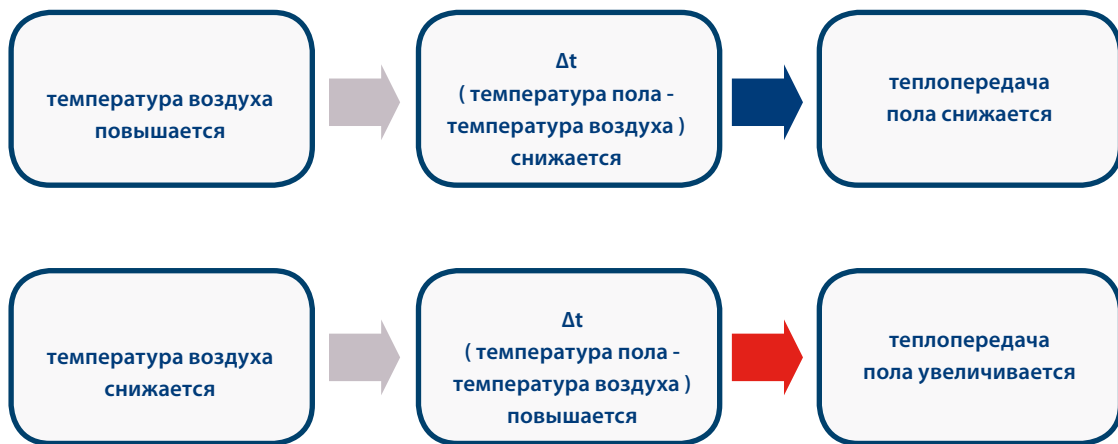 температура воздуха
повышается
Δt
( температура пола -
температура воздуха )
снижается
теплопередача
пола снижается
температура воздуха
снижается
Δt
( температура пола -
температура воздуха )
повышается
теплопередача
пола увеличивается